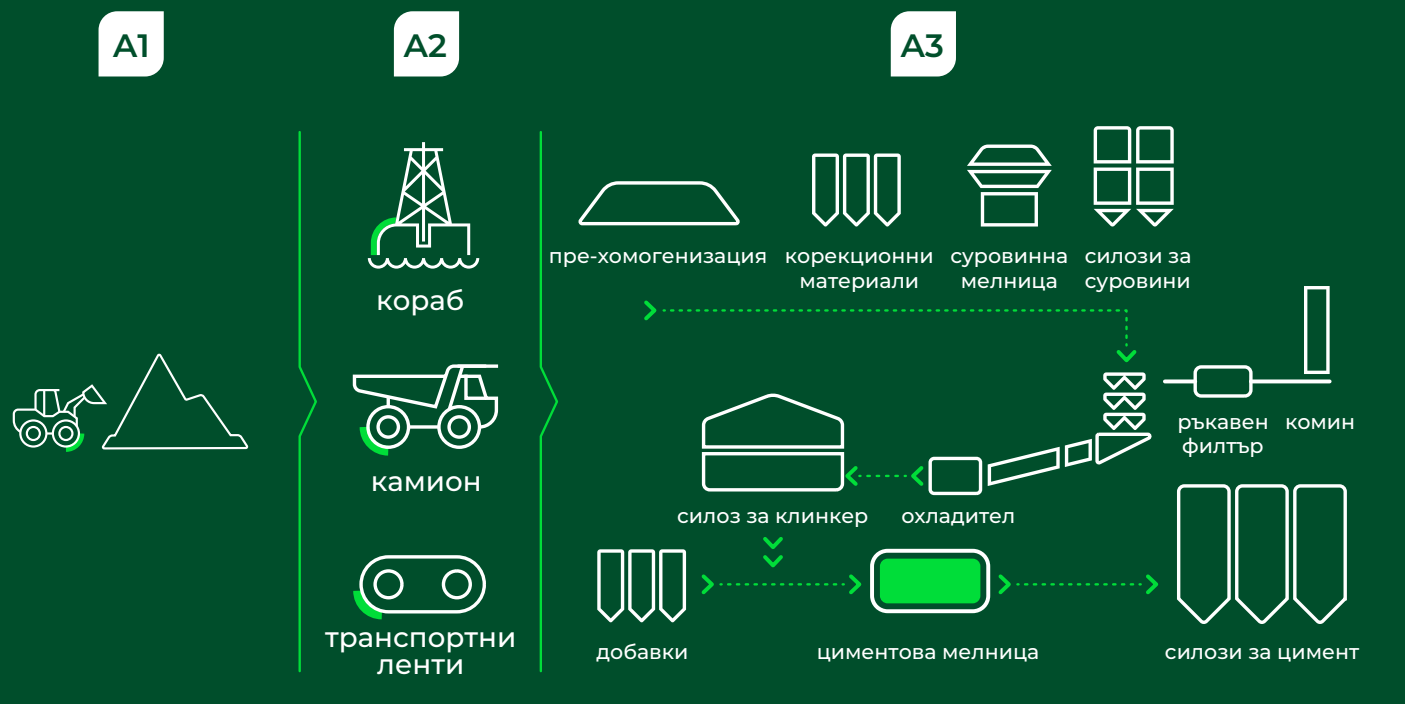 A1
A2
A3
кораб
камион
транспортни
ленти
пре-хомогенизация
корекционни
материали
суровинна
мелница
силози за
суровини
ръкавен
филтър
комин
силоз за клинкер
охладител
добавки
циментова мелница
силози за цимент